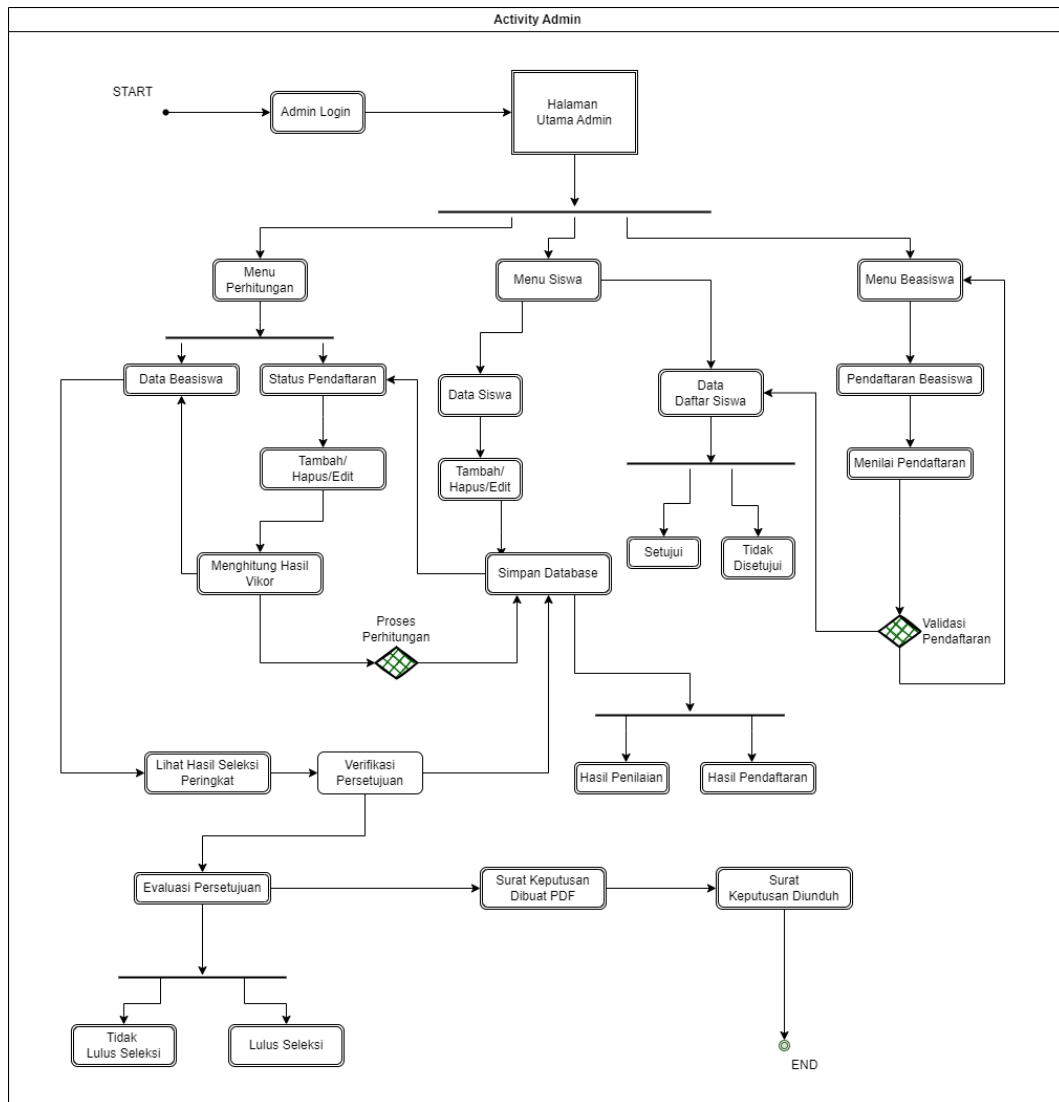 Activity Admin
START
Admin Login
Halaman
Utama Admin
Menu
Perhitungan
Menu Siswa
Menu Beasiswa
Data Beasiswa
Status Pendaftaran
Data Siswa
Data
Daftar Siswa
Pendaftaran Beasiswa
Tambah/
Hapus/Edit
Tambah/
Hapus/Edit
Menilai Pendaftaran
Menghitung Hasil
Vikor
Simpan Database
Setujui
Tidak
Disetujui
Proses
Perhitungan
Validasi
Pendaftaran
Lihat Hasil Seleksi
Peringkat
Verifikasi
Persetujuan
Hasil Penilaian
Hasil Pendaftaran
Evaluasi Persetujuan
Surat Keputusan
Dibuat PDF
Surat
Keputusan Diunduh
Tidak
Lulus Seleksi
Lulus Seleksi
END